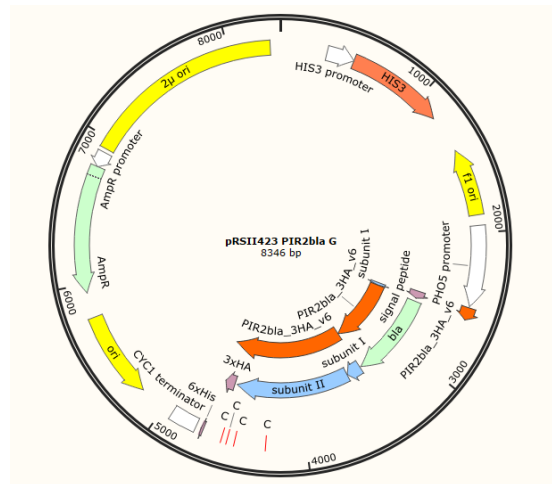 8000
2μ ori
HIS3 promoter
HIS3
1000
7000
AmpR promoter
f1 ori
2000
pRSII423 PIR2bla G
8346 bp
subunit I
PIR2bla_3HA_v6
signal peptide
PHO5 promoter
AmpR
PIR2bla_3HA_v6
bla
PIR2bla_3HA_v6
6000
subunit I
ori
3xHA
3000
CYC1 terminator
6xHis
subunit II
C
C
C
C
5000
4000